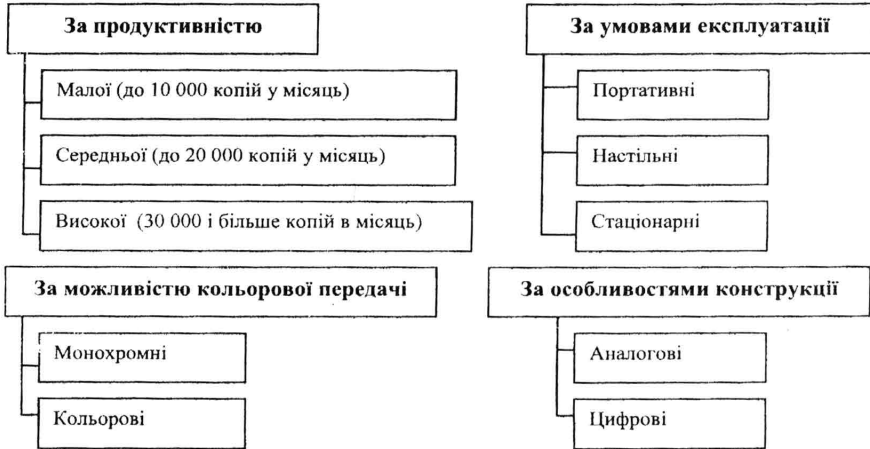 За продуктивністю
Малої (до 10 000 копій у місяць)
Середньої (до 20 000 копій у місяць)
Високої (30 000 і більше копій в місяць)
За умовами експлуатації
Портативні
Настільні
Стаціонарні
За можливістю кольорової передачі
Монохромні
Кольорові
За особливостями конструкції
Аналогові
Цифрові